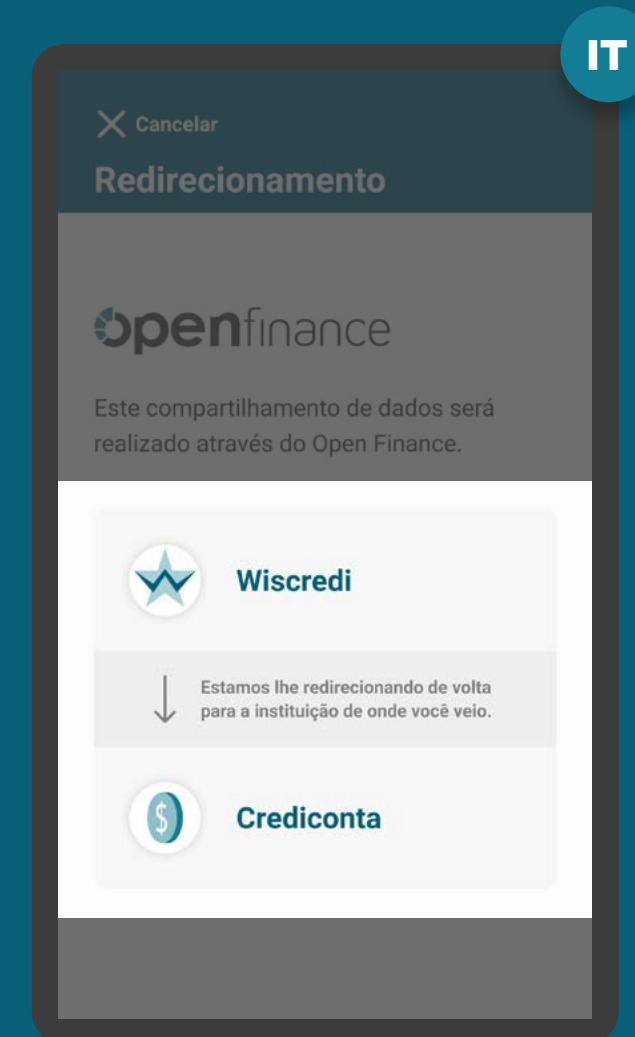 IT
Cancelar
Redirecionamento
openfinance
Este compartilhamento de dados será
realizado através do Open Finance.
Wiscredi
Estamos lhe redirecionando de volta
para a instituição de onde você veio.
$
Crediconta